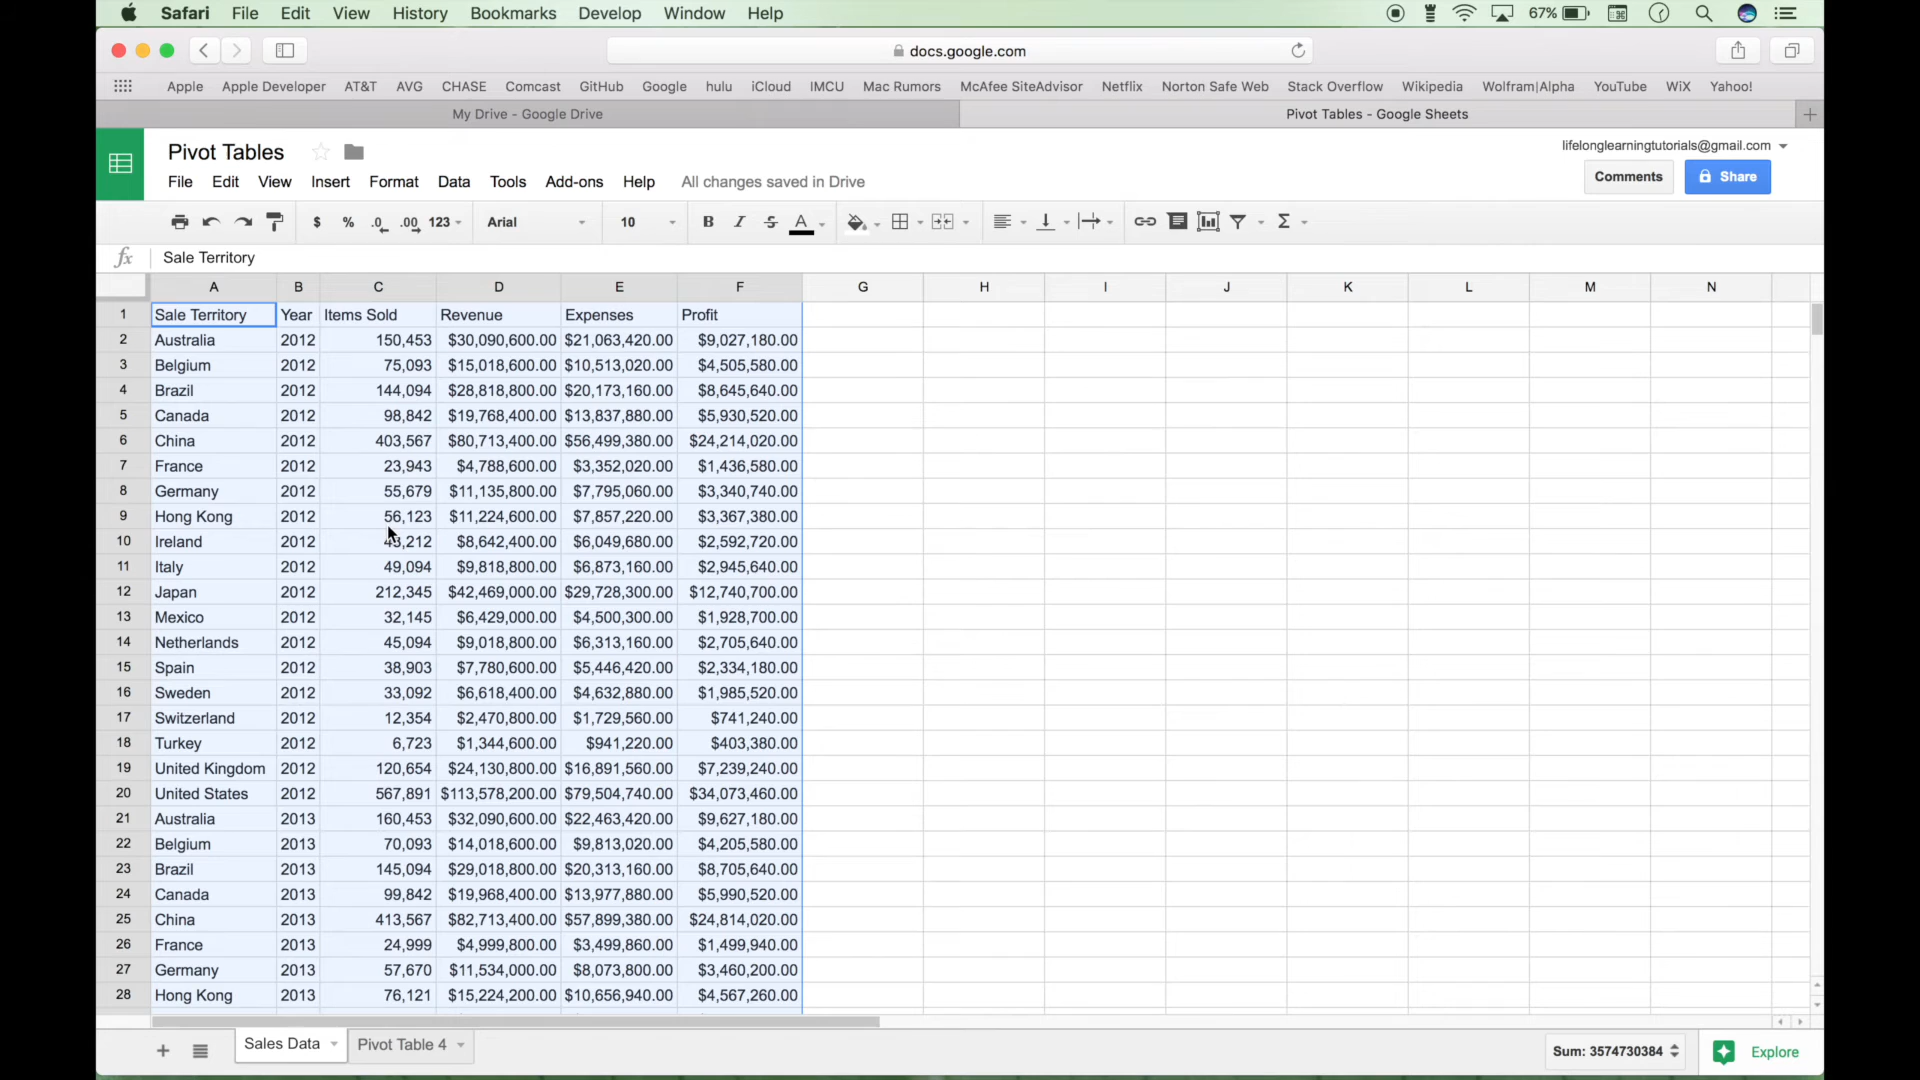 Safari File Edit View History Bookmarks Develop Window Help 67%
docs.google.com
Apple Apple Developer AT&T AVG CHASE Comcast GitHub Google hulu iCloud IMCU Mac Rumors McAfee SiteAdvisor Netflix Norton Safe Web Stack Overflow Wikipedia Wolfram|Alpha YouTube WiX Yahoo!
My Drive - Google Drive Pivot Tables - Google Sheets
Pivot Tables lifelonglearningtutorials@gmail.com
File Edit View Insert Format Data Tools Add-ons Help All changes saved in Drive Comments Share
$ % .0 .00 123 Arial 10 B I S A Σ
fx Sale Territory
A B C D E F G H I J K L M N
1 Sale Territory Year Items Sold Revenue Expenses Profit
2 Australia 2012 150,453 $30,090,600.00 $21,063,420.00 $9,027,180.00
3 Belgium 2012 75,093 $15,018,600.00 $10,513,020.00 $4,505,580.00
4 Brazil 2012 144,094 $28,818,800.00 $20,173,160.00 $8,645,640.00
5 Canada 2012 98,842 $19,768,400.00 $13,837,880.00 $5,930,520.00
6 China 2012 403,567 $80,713,400.00 $56,499,380.00 $24,214,020.00
7 France 2012 23,943 $4,788,600.00 $3,352,020.00 $1,436,580.00
8 Germany 2012 55,679 $11,135,800.00 $7,795,060.00 $3,340,740.00
9 Hong Kong 2012 56,123 $11,224,600.00 $7,857,220.00 $3,367,380.00
10 Ireland 2012 $8,642,400.00 $6,049,680.00 $2,592,720.00
11 Italy 2012 49,094 $9,818,800.00 $6,873,160.00 $2,945,640.00
12 Japan 2012 212,345 $42,469,000.00 $29,728,300.00 $12,740,700.00
13 Mexico 2012 32,145 $6,429,000.00 $4,500,300.00 $1,928,700.00
14 Netherlands 2012 45,094 $9,018,800.00 $6,313,160.00 $2,705,640.00
15 Spain 2012 38,903 $7,780,600.00 $5,446,420.00 $2,334,180.00
16 Sweden 2012 33,092 $6,618,400.00 $4,632,880.00 $1,985,520.00
17 Switzerland 2012 12,354 $2,470,800.00 $1,729,560.00 $741,240.00
18 Turkey 2012 6,723 $1,344,600.00 $941,220.00 $403,380.00
19 United Kingdom 2012 120,654 $24,130,800.00 $16,891,560.00 $7,239,240.00
20 United States 2012 567,891 $113,578,200.00 $79,504,740.00 $34,073,460.00
21 Australia 2013 160,453 $32,090,600.00 $22,463,420.00 $9,627,180.00
22 Belgium 2013 70,093 $14,018,600.00 $9,813,020.00 $4,205,580.00
23 Brazil 2013 145,094 $29,018,800.00 $20,313,160.00 $8,705,640.00
24 Canada 2013 99,842 $19,968,400.00 $13,977,880.00 $5,990,520.00
25 China 2013 413,567 $82,713,400.00 $57,899,380.00 $24,814,020.00
26 France 2013 24,999 $4,999,800.00 $3,499,860.00 $1,499,940.00
27 Germany 2013 57,670 $11,534,000.00 $8,073,800.00 $3,460,200.00
28 Hong Kong 2013 76,121 $15,224,200.00 $10,656,940.00 $4,567,260.00
Sales Data Pivot Table 4 Sum: 3574730384 Explore